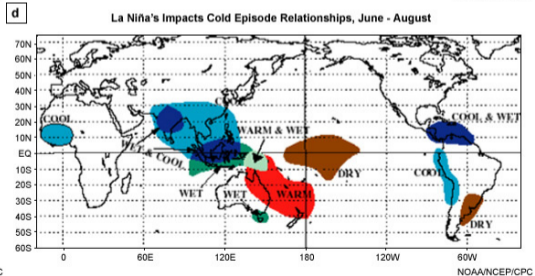 d
La Niña's Impacts Cold Episode Relationships, June - August
70N
60N
50N
40N
30N
20N
10N
EQ
10S
20S
30S
40S
50S
60S
COOL
COOL & WET
WARM & WET
WET & COOL
DRY
COOL
WET
WET
WARM
DRY
0
60E
120E
180
120W
60W
NOAA/NCEP/CPC